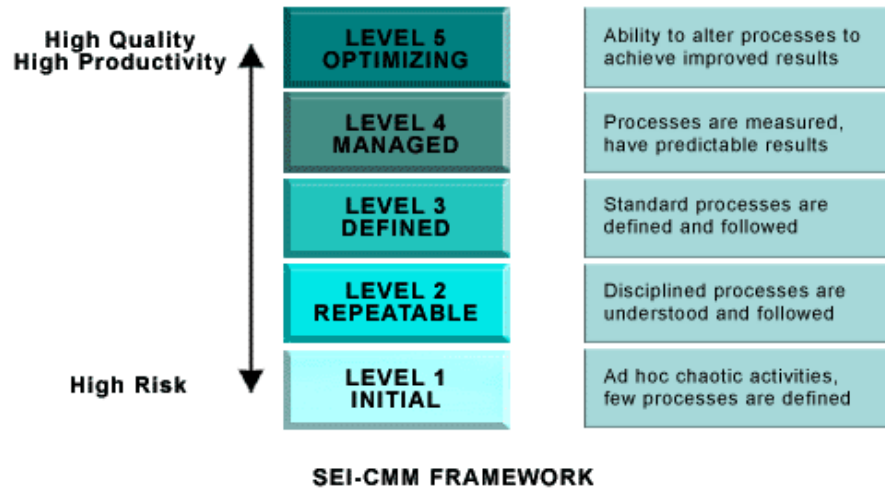 High Quality
High Productivity
LEVEL 5
OPTIMIZING
Ability to alter processes to
achieve improved results
LEVEL 4
MANAGED
Processes are measured,
have predictable results
LEVEL 3
DEFINED
Standard processes are
defined and followed
LEVEL 2
REPEATABLE
Disciplined processes are
understood and followed
High Risk
LEVEL 1
INITIAL
Ad hoc chaotic activities,
few processes are defined
SEI-CMM FRAMEWORK